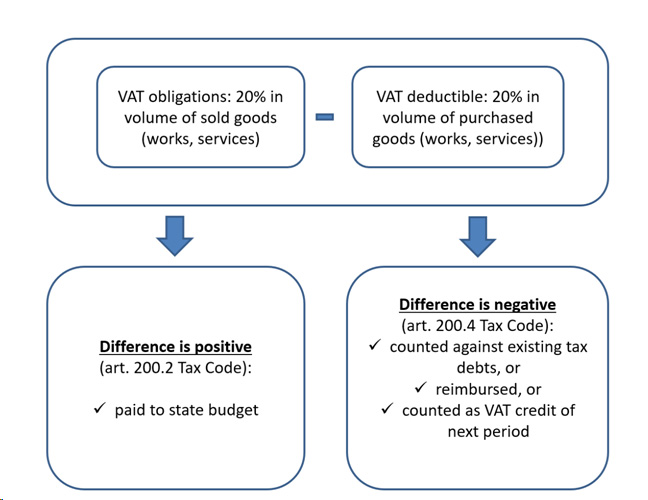 VAT obligations: 20% in
volume of sold goods
(works, services)
VAT deductible: 20% in
volume of purchased
goods (works, services))
Difference is positive
(art. 200.2 Tax Code):
✓ paid to state budget
Difference is negative
(art. 200.4 Tax Code):
✓ counted against existing tax
debts, or
✓ reimbursed, or
✓ counted as VAT credit of
next period